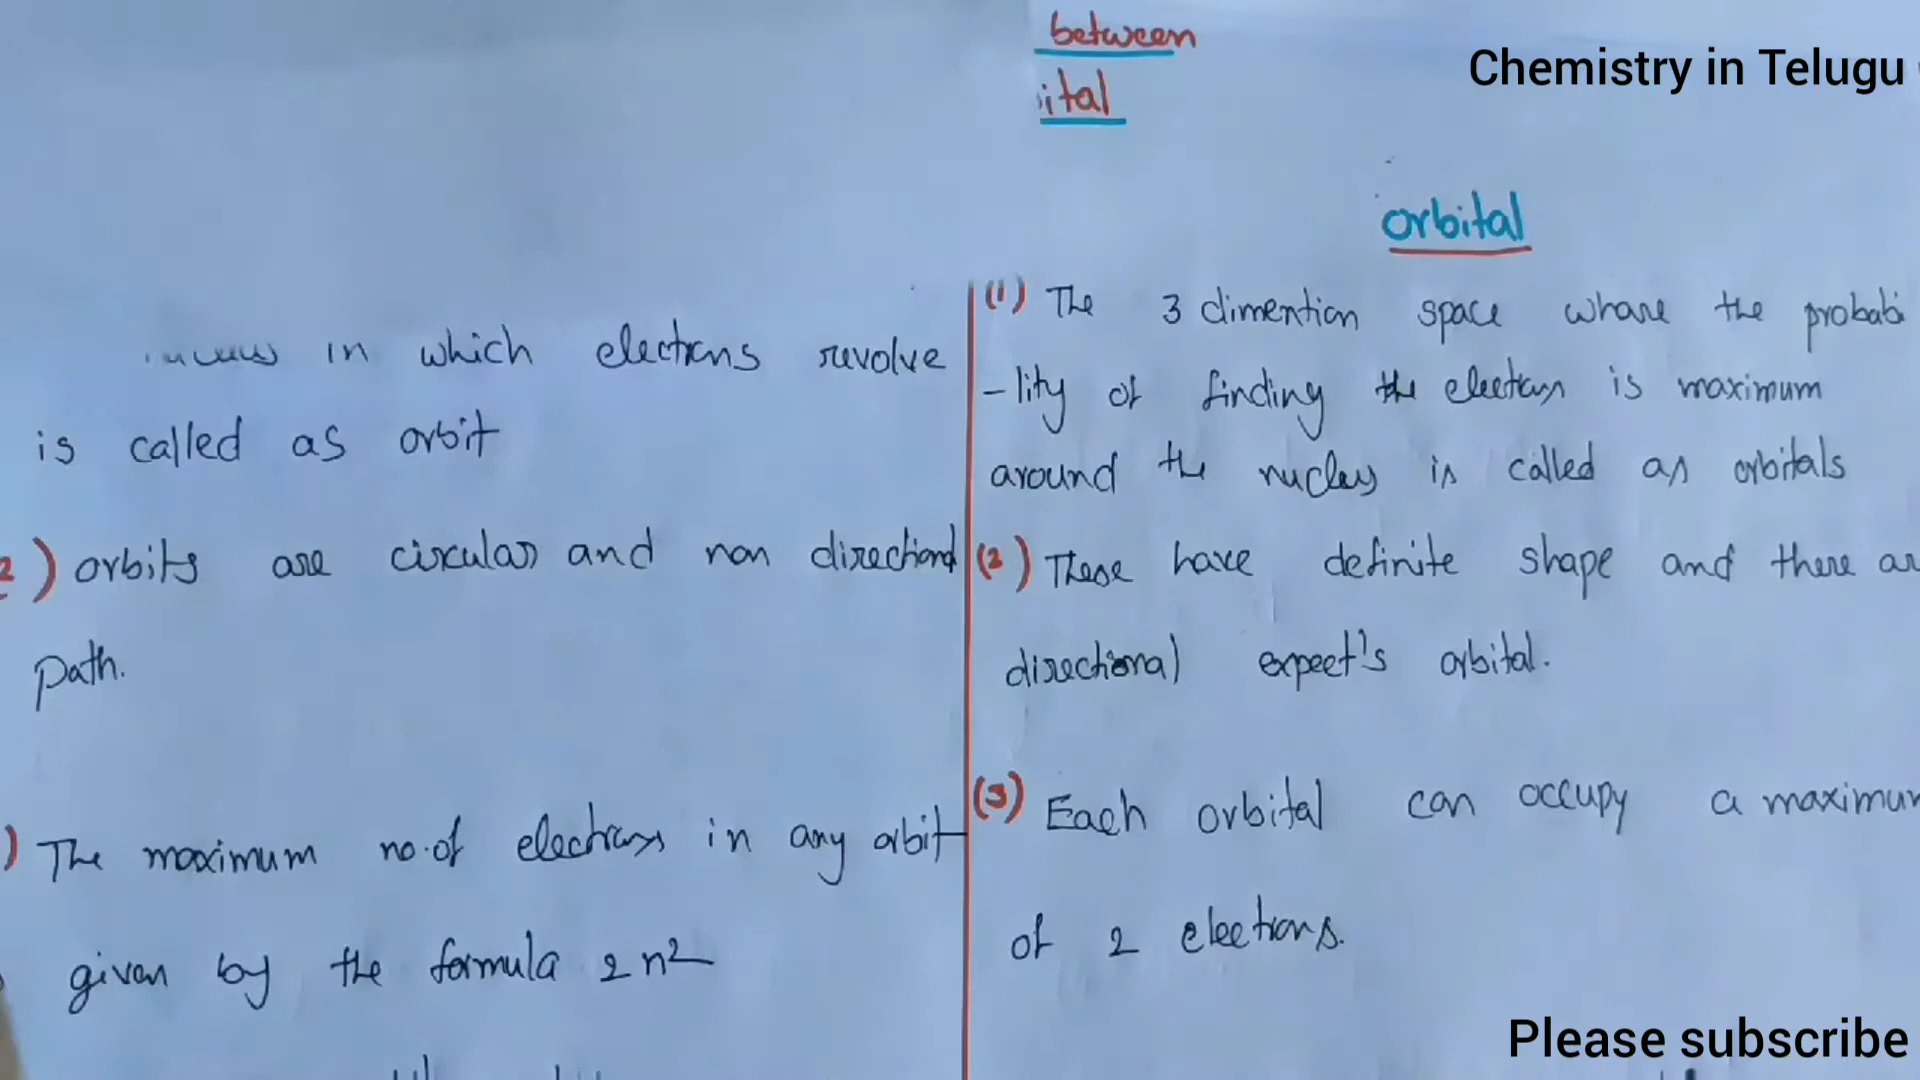 between
ital
Chemistry in Telugu
orbital
in which electrons revolve
is called as orbit
2) orbits are circular and non directional
path.
) The maximum no. of electrons in any orbit
given by the formula 2n²
(1) The 3 dimention space whare the probabi
-lity of finding the electron is maximum
around the nucleus is called as orbitals
(2) These have definite shape and there ar
directional expect's orbital.
(3) Each orbital can occupy a maximum
of 2 electrons.
Please subscribe